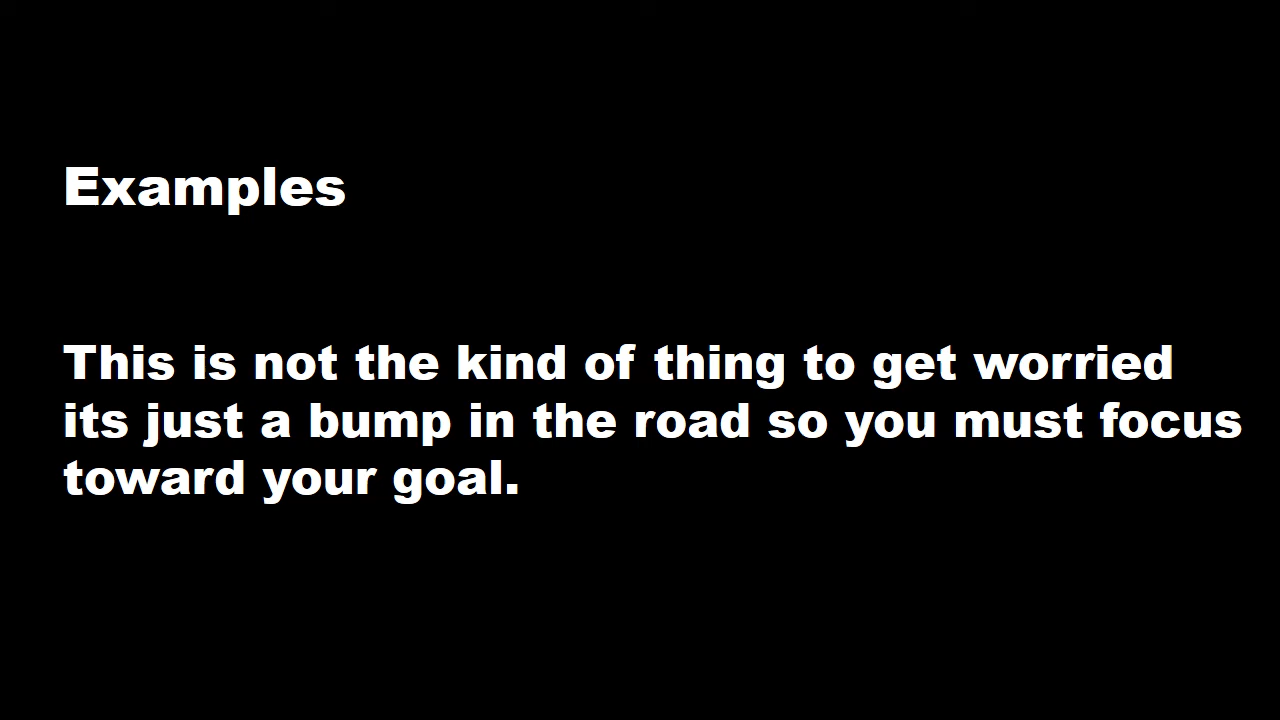 Examples
This is not the kind of thing to get worried
its just a bump in the road so you must focus
toward your goal.